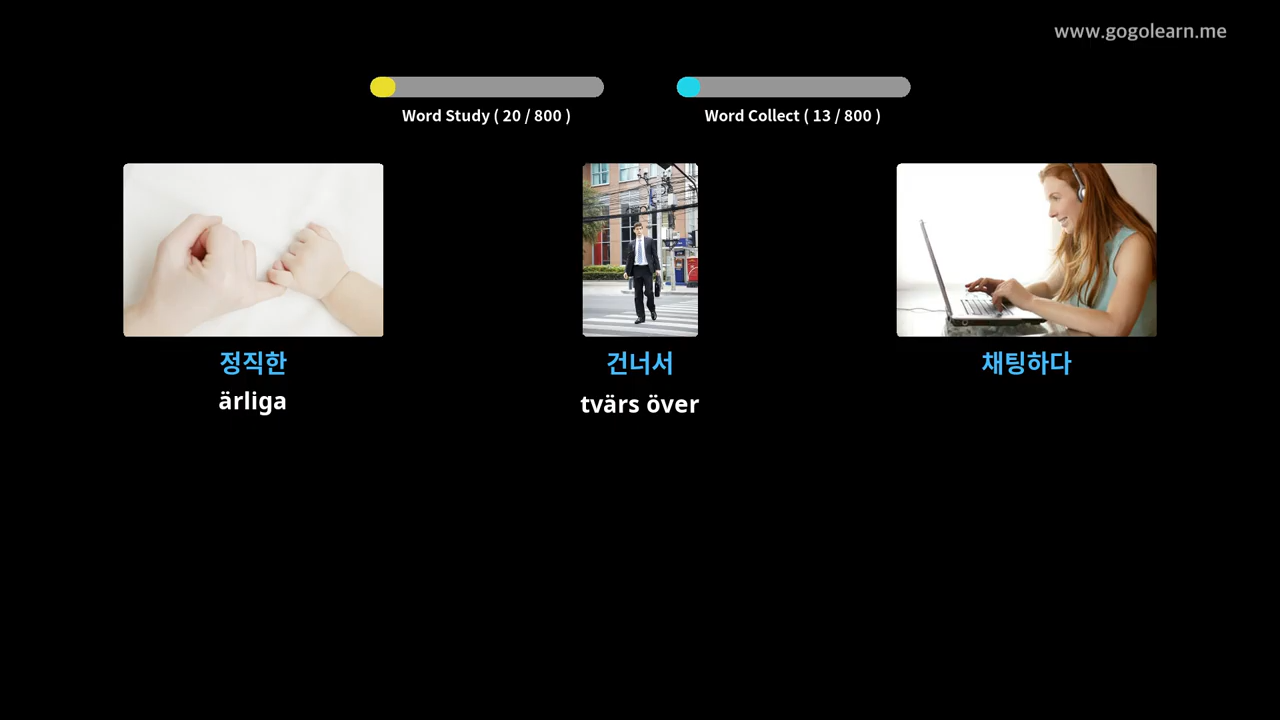 www.gogolearn.me
Word Study ( 20 / 800 )
Word Collect ( 13 / 800 )
정직한
건너서
채팅하다
ärliga
tvärs över